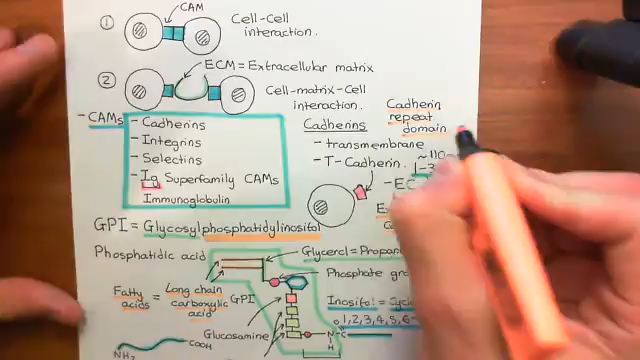 ① CAM
Cell-Cell
interaction.
② ECM = Extracellular matrix
Cell-matrix-Cell
interaction.
- CAMs
- Cadherins
- Integrins
- Selectins
- Ig Superfamily CAMs
Immunoglobulin
Cadherins
- transmembrane
- T-Cadherin.
Cadherin
repeat
domain
~110
- EC
GPI = Glycosylphosphatidylinositol
Phosphatidic acid
Glycerol = Propan
Phosphate gro
Fatty acids = Long chain carboxylic acid
GPI
Inositol = Cyclo
1,2,3,4,5,6-
Glucosamine
O
N-C
H
NH₂
COOH